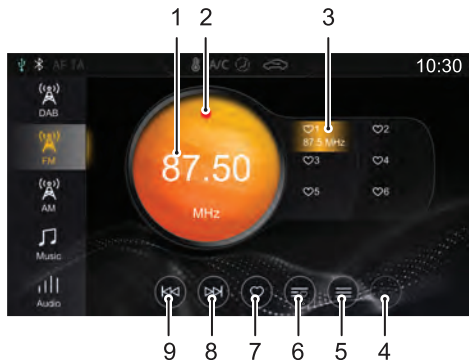 1 2 3
AF TA A/C 10:30
DAB
FM
AM
Music
Audio
87.50
MHz
♡1 ♡2
87.5 MHz
♡3 ♡4
♡5 ♡6
9 8 7 6 5 4